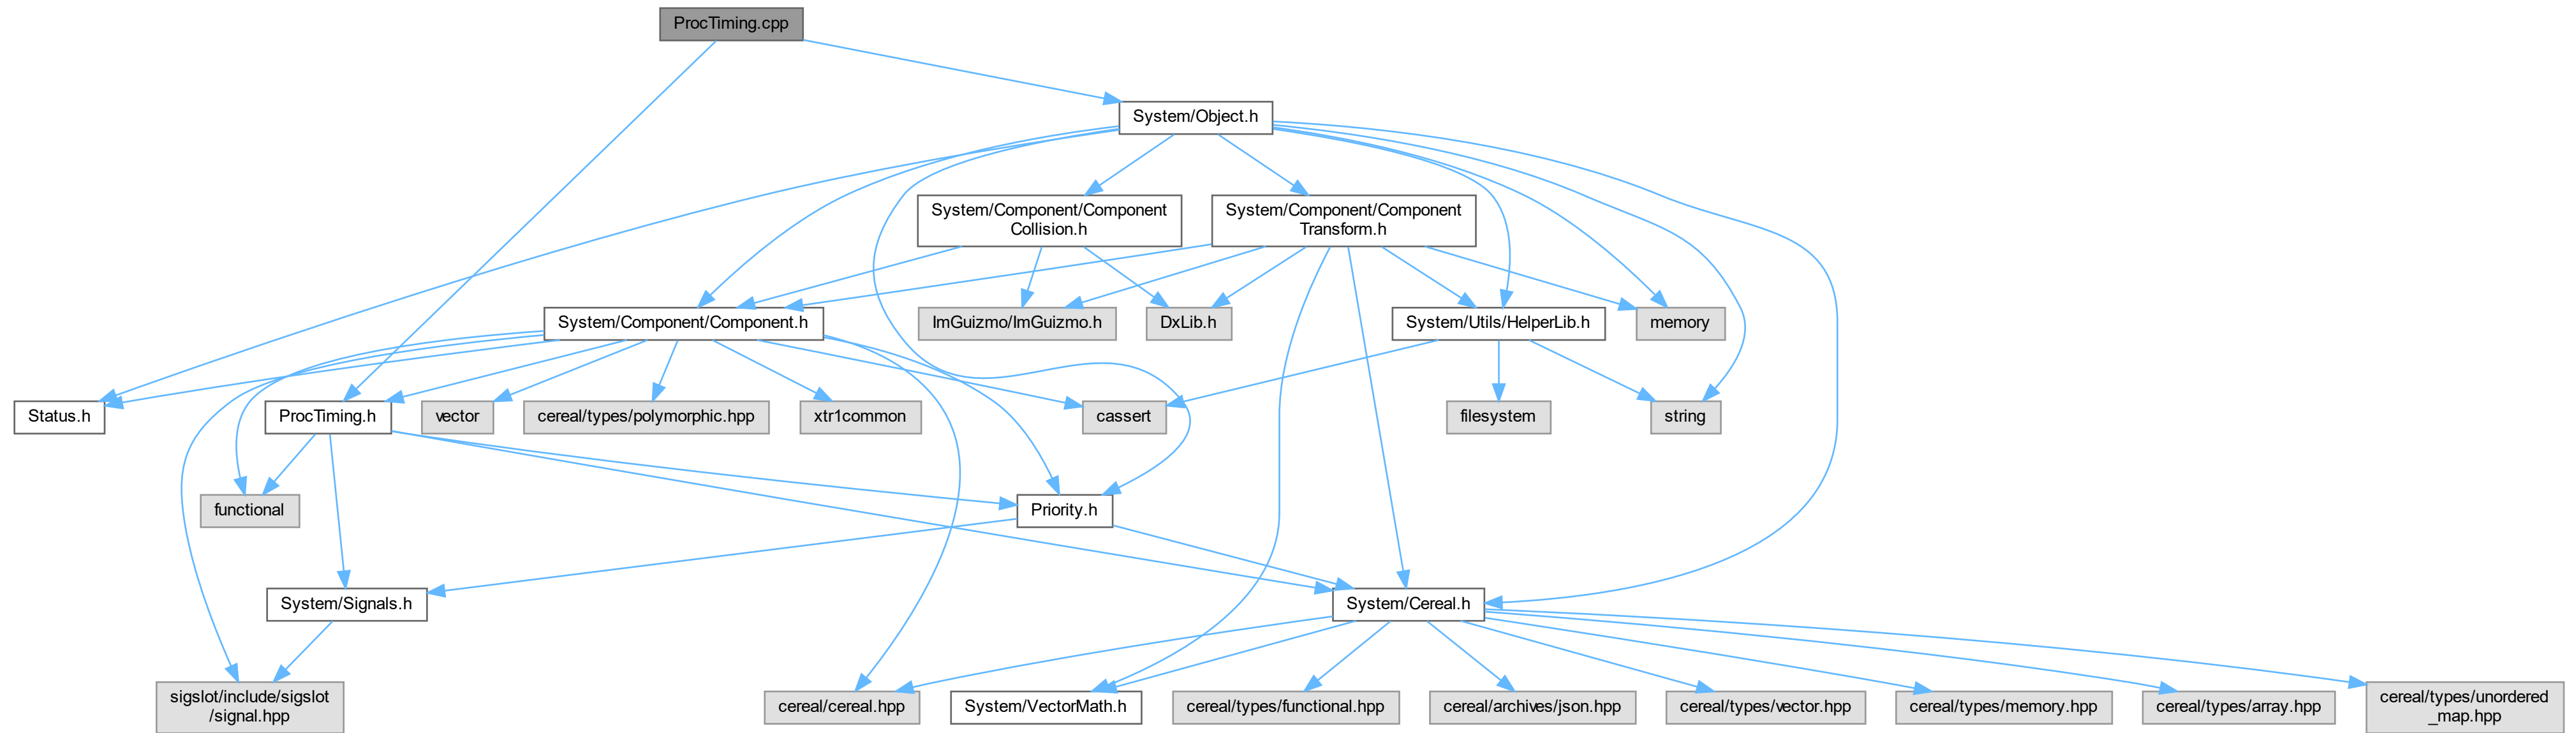 ProcTiming.cpp
System/Object.h
System/Component/Component
Collision.h
System/Component/Component
Transform.h
System/Component/Component.h
ImGuizmo/ImGuizmo.h
DxLib.h
System/Utils/HelperLib.h
memory
Status.h
ProcTiming.h
vector
cereal/types/polymorphic.hpp
xtr1common
cassert
filesystem
string
functional
Priority.h
System/Signals.h
System/Cereal.h
sigslot/include/sigslot
/signal.hpp
cereal/cereal.hpp
System/VectorMath.h
cereal/types/functional.hpp
cereal/archives/json.hpp
cereal/types/vector.hpp
cereal/types/memory.hpp
cereal/types/array.hpp
cereal/types/unordered
_map.hpp